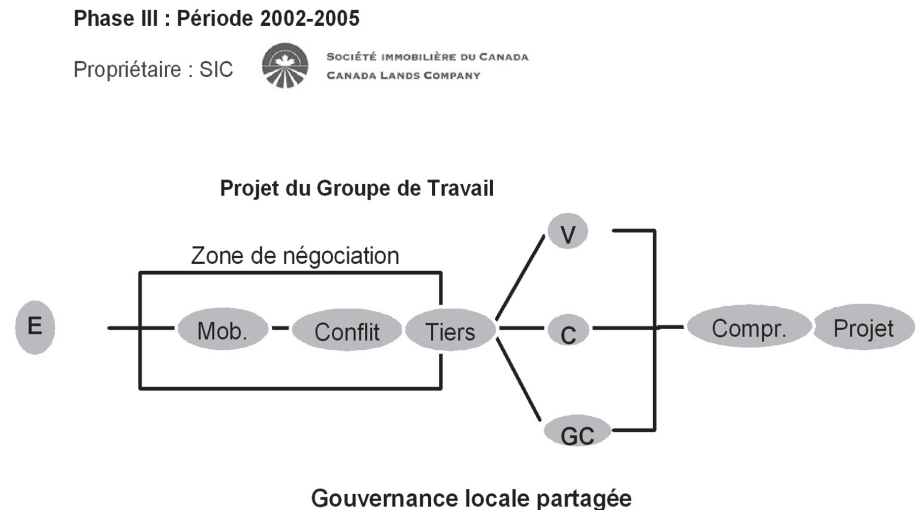 Phase III : Période 2002-2005
Propriétaire : SIC
SOCIÉTÉ IMMOBILIÈRE DU CANADA
CANADA LANDS COMPANY
Projet du Groupe de Travail
Zone de négociation
V
E
Mob.
Conflit
Tiers
C
Compr.
Projet
GC
Gouvernance locale partagée